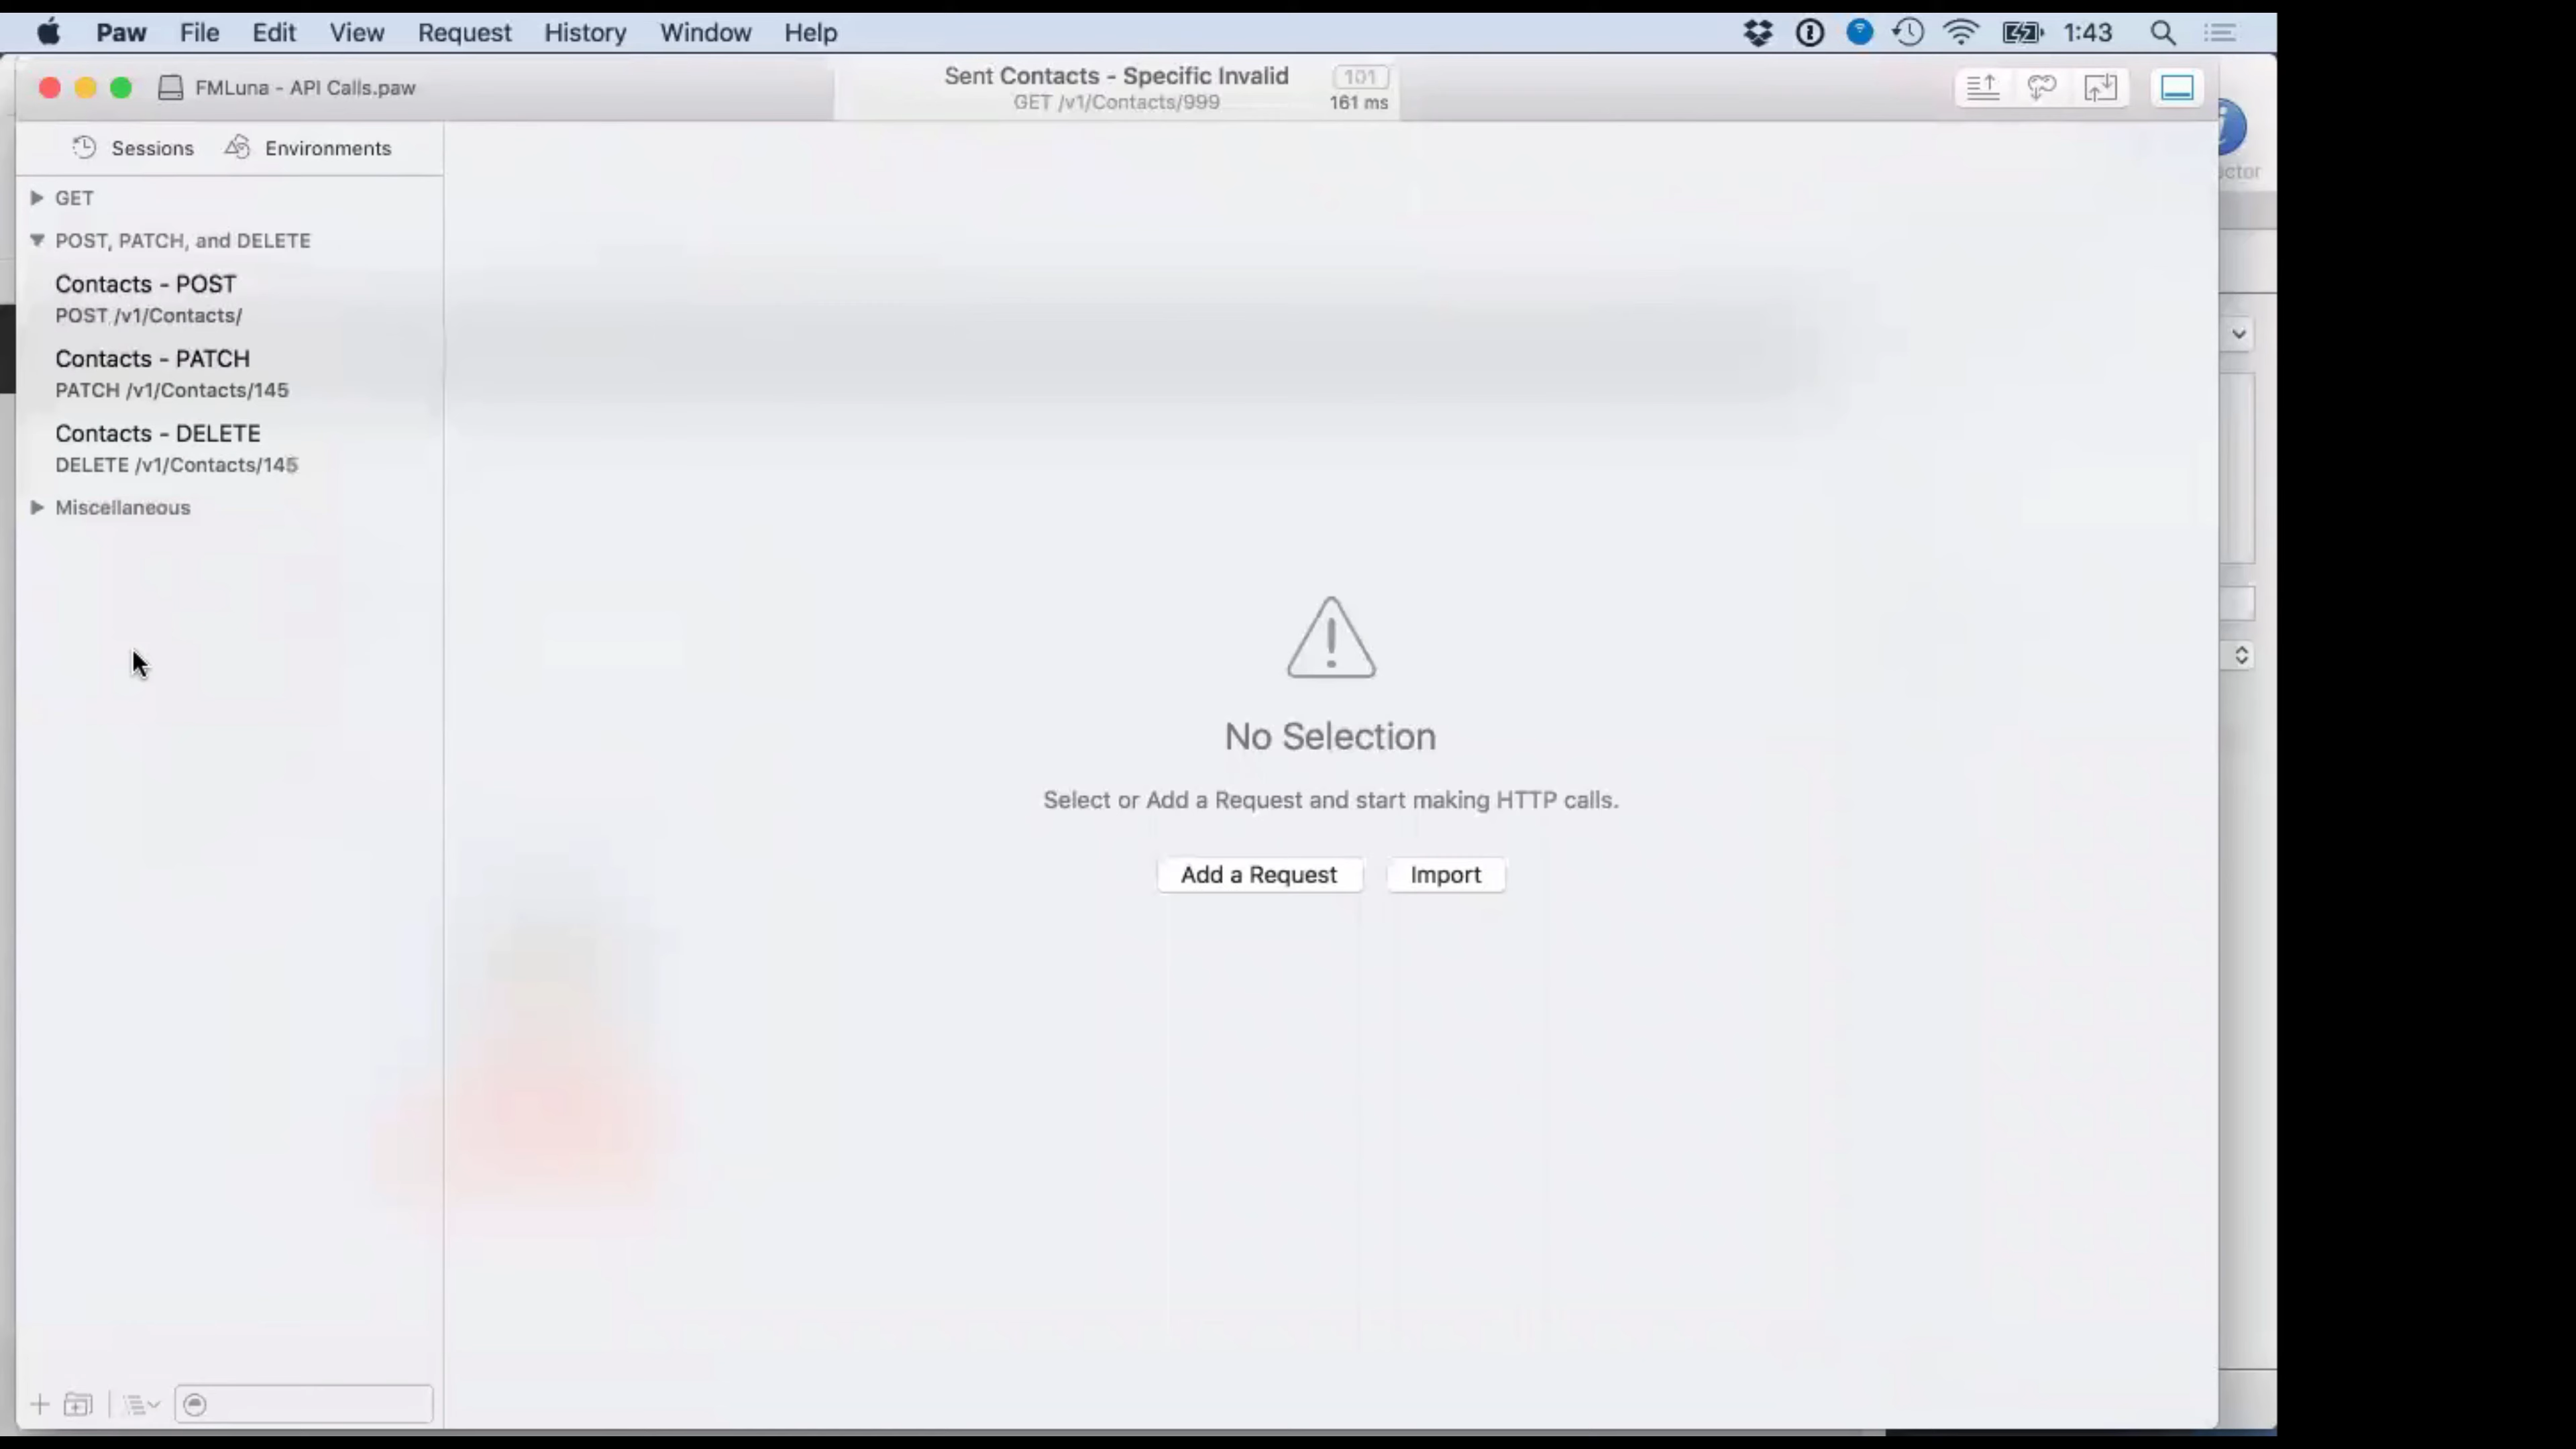 Paw File Edit View Request History Window Help 1:43
FMLuna - API Calls.paw
Sent Contacts - Specific Invalid 101
GET /v1/Contacts/999 161 ms
Sessions Environments
GET
POST, PATCH, and DELETE
Contacts - POST
POST /v1/Contacts/
Contacts - PATCH
PATCH /v1/Contacts/145
Contacts - DELETE
DELETE /v1/Contacts/145
Miscellaneous
No Selection
Select or Add a Request and start making HTTP calls.
Add a Request Import